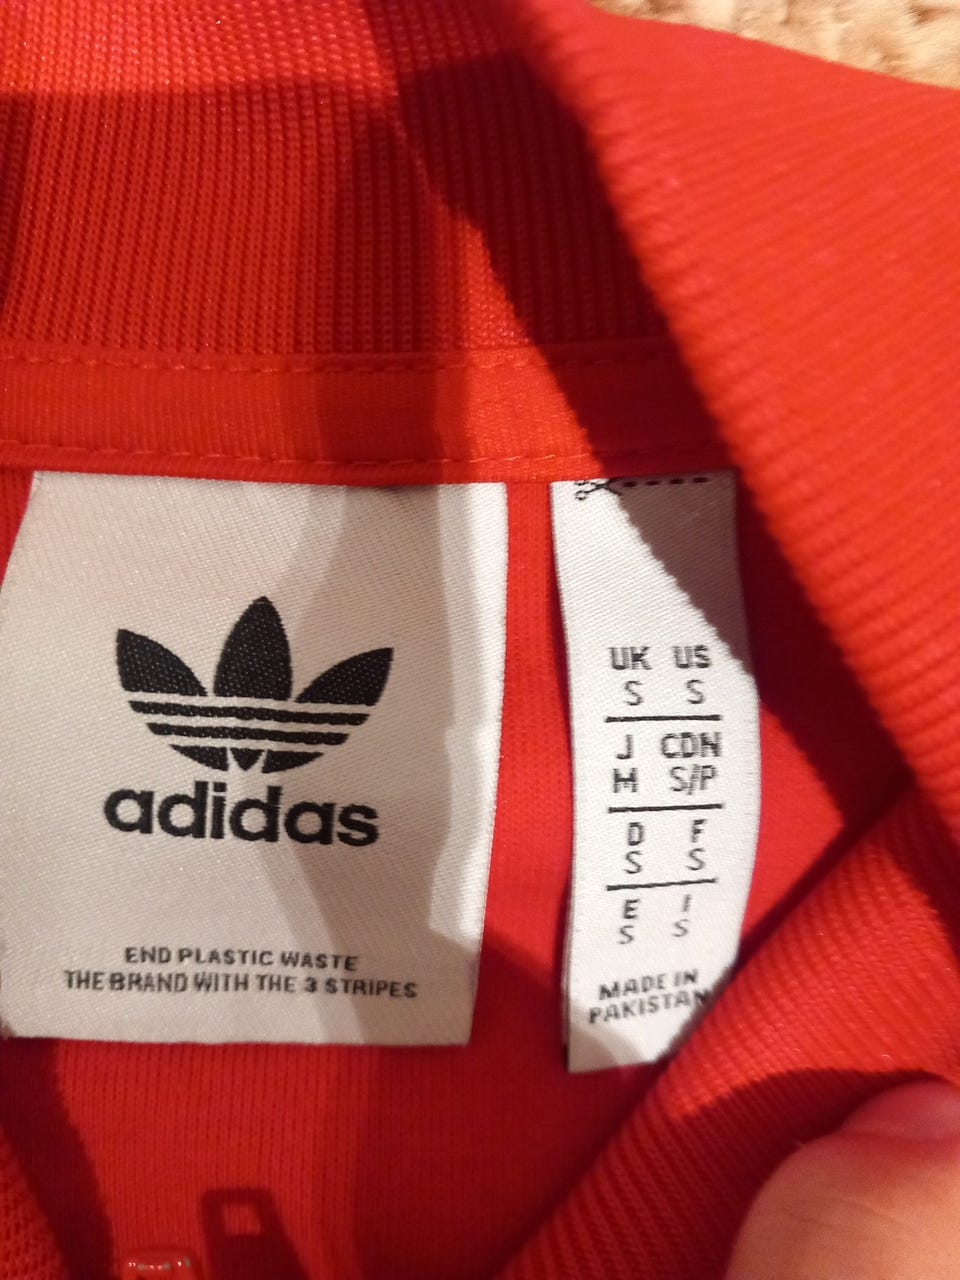 adidas
END PLASTIC WASTE
THE BRAND WITH THE 3 STRIPES
UK US
S S
J CDN
M S/P
D F
S S
E I
S S
MADE IN
PAKISTAN